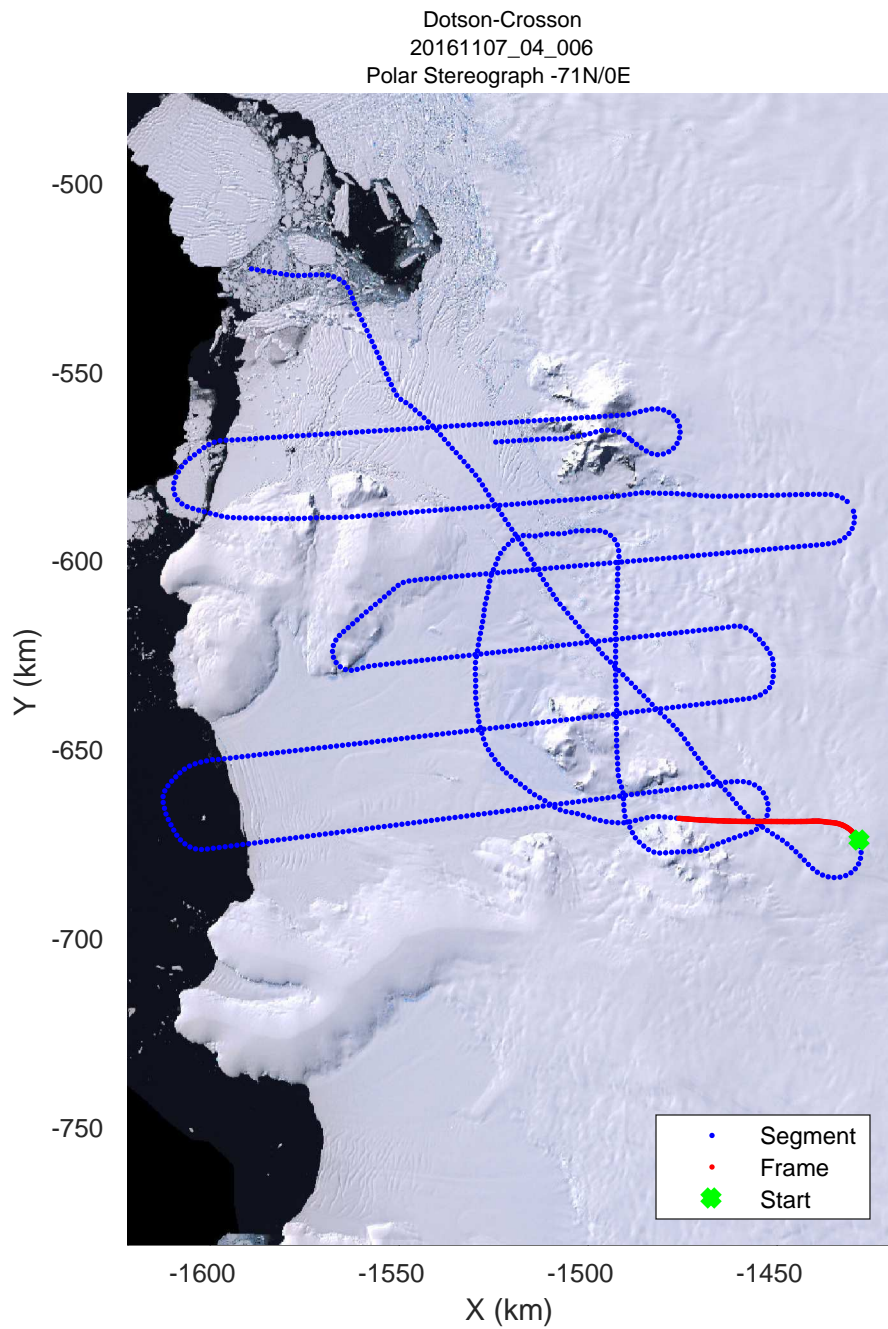 Dotson-Crosson
20161107_04_006
Polar Stereograph -71N/0E
-500
-550
-600
-650
-700
-750
Y (km)
-1600
-1550
-1500
-1450
X (km)
Segment
Frame
Start